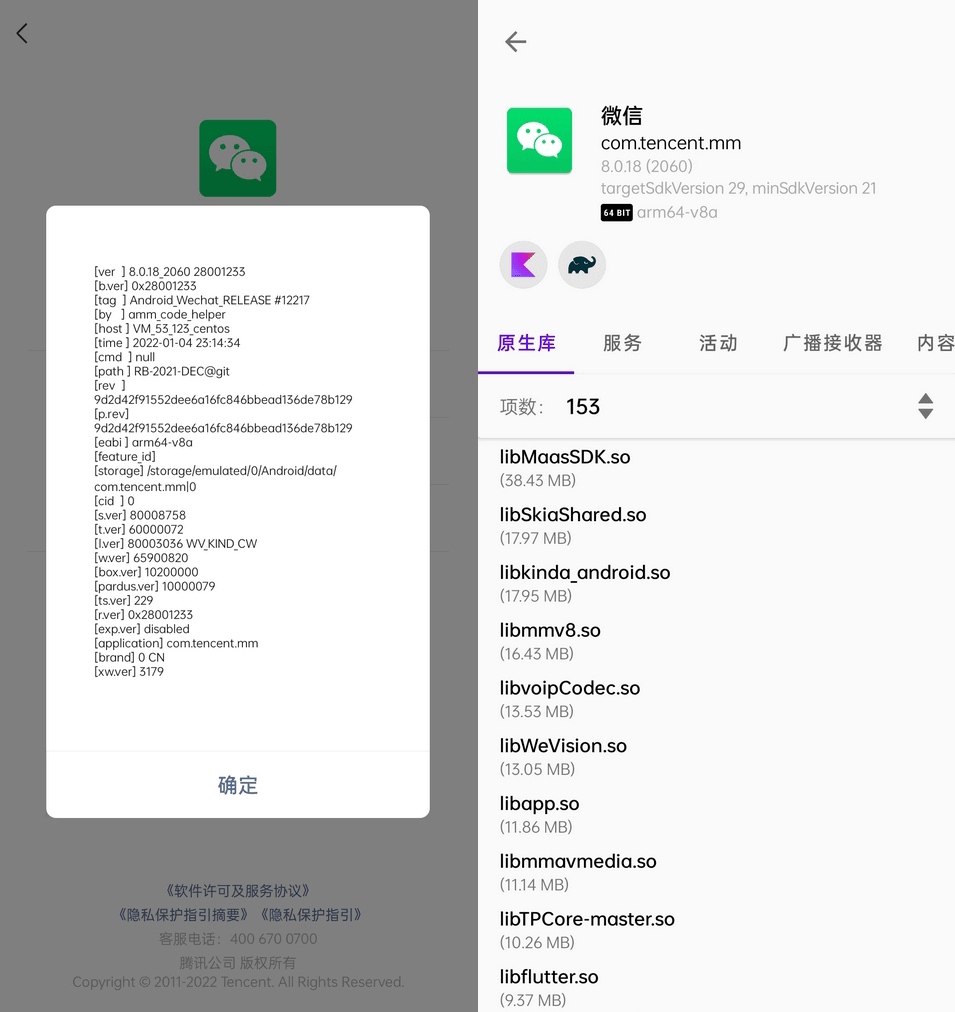 [ver  ] 8.0.18_2060 28001233
[b.ver] 0x28001233
[tag  ] Android_Wechat_RELEASE #12217
[by   ] amm_code_helper
[host ] VM_53_123_centos
[time ] 2022-01-04 23:14:34
[cmd  ] null
[path ] RB-2021-DEC@git
[rev  ]
9d2d42f91552dee6a16fc846bbead136de78b129
[p.rev]
9d2d42f91552dee6a16fc846bbead136de78b129
[eabi ] arm64-v8a
[feature_id]
[storage] /storage/emulated/0/Android/data/
com.tencent.mm|0
[cid  ] 0
[s.ver] 80008758
[t.ver] 60000072
[l.ver] 80003036 WV_KIND_CW
[w.ver] 65900820
[box.ver] 10200000
[pardus.ver] 10000079
[ts.ver] 229
[r.ver] 0x28001233
[exp.ver] disabled
[application] com.tencent.mm
[brand] 0 CN
[xw.ver] 3179
确定
《软件许可及服务协议》
《隐私保护指引摘要》《隐私保护指引》
客服电话：400 670 0700
腾讯公司 版权所有
Copyright © 2011-2022 Tencent. All Rights Reserved.
微信
com.tencent.mm
8.0.18 (2060)
targetSdkVersion 29, minSdkVersion 21
64 BIT arm64-v8a
原生库 服务 活动 广播接收器 内容
项数： 153
libMaasSDK.so
(38.43 MB)
libSkiaShared.so
(17.97 MB)
libkinda_android.so
(17.95 MB)
libmmv8.so
(16.43 MB)
libvoipCodec.so
(13.53 MB)
libWeVision.so
(13.05 MB)
libapp.so
(11.86 MB)
libmmavmedia.so
(11.14 MB)
libTPCore-master.so
(10.26 MB)
libflutter.so
(9.37 MB)